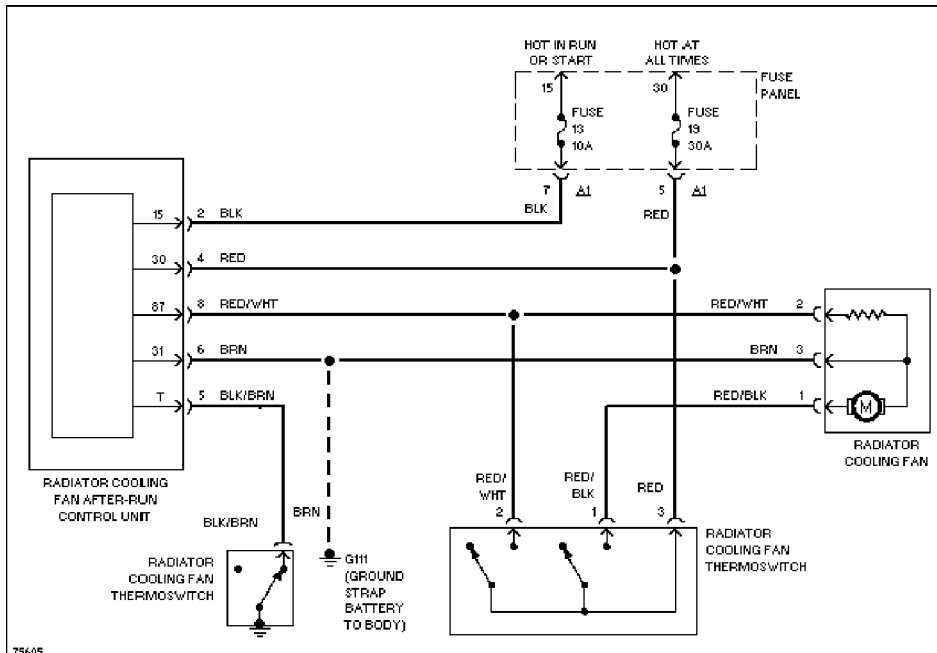 HOT IN RUN
OR START
HOT AT
ALL TIMES
FUSE
PANEL
15
30
FUSE
13
10A
FUSE
19
30A
7
A1
5
A1
BLK
RED
15
2
BLK
30
4
RED
87
8
RED/WHT
RED/WHT
2
31
6
BRN
BRN
3
T
5
BLK/BRN
RED/BLK
1
M
RADIATOR
COOLING FAN
RADIATOR COOLING
FAN AFTER-RUN
CONTROL UNIT
RED/
WHT
2
RED/
BLK
1
RED
3
BLK/BRN
BRN
RADIATOR
COOLING FAN
THERMOSWITCH
G111
(GROUND
STRAP
BATTERY
TO BODY)
RADIATOR
COOLING FAN
THERMOSWITCH
75605